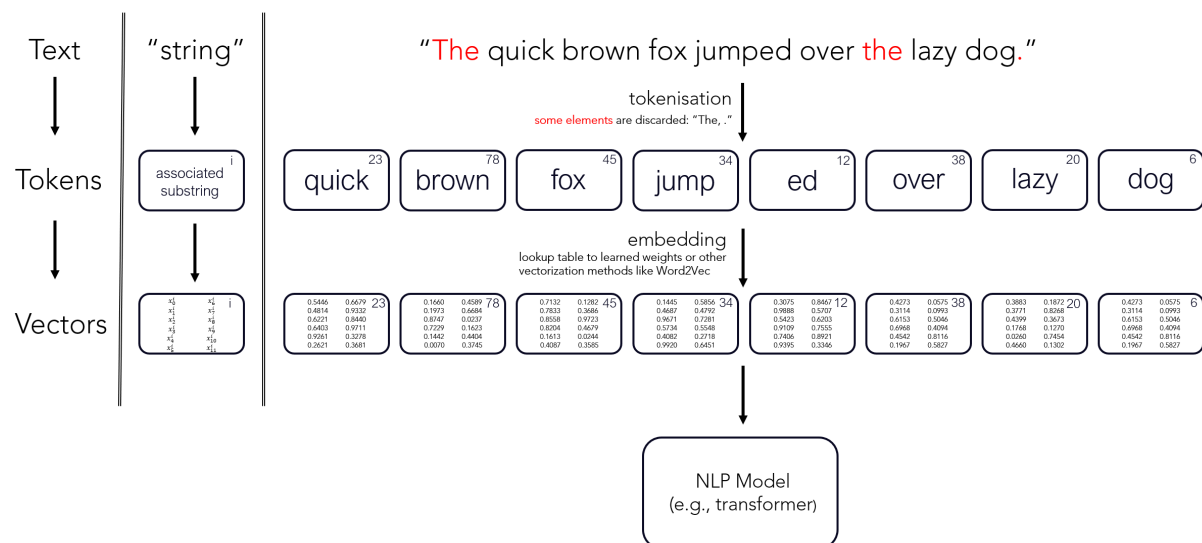 Text
"string"
"The quick brown fox jumped over the lazy dog."
tokenisation
some elements are discarded: "The, ."
Tokens
i
associated
substring
23
quick
78
brown
45
fox
34
jump
12
ed
38
over
20
lazy
6
dog
embedding
lookup table to learned weights or other
vectorization methods like Word2Vec
Vectors
i
23
0.5446 0.6679
0.4814 0.9332
0.6221 0.8440
0.6403 0.9711
0.9261 0.3278
0.2621 0.3681
78
0.1660 0.4589
0.1973 0.6684
0.8747 0.0237
0.7229 0.1623
0.1442 0.4404
0.0070 0.3745
45
0.7132 0.1282
0.7833 0.3686
0.8558 0.9723
0.8204 0.4679
0.1613 0.0244
0.4087 0.3585
34
0.1445 0.5856
0.4687 0.4792
0.9671 0.7281
0.5734 0.5548
0.4082 0.2718
0.9920 0.6451
12
0.3075 0.8467
0.9888 0.5707
0.5423 0.6203
0.9109 0.7555
0.7406 0.8921
0.9395 0.3346
38
0.4273 0.0575
0.3114 0.0993
0.6153 0.5046
0.6968 0.4094
0.4542 0.8116
0.1967 0.5827
20
0.3883 0.1872
0.3771 0.8268
0.4399 0.3673
0.1768 0.1270
0.0260 0.7454
0.4660 0.1302
6
0.4273 0.0575
0.3114 0.0993
0.6153 0.5046
0.6968 0.4094
0.4542 0.8116
0.1967 0.5827
NLP Model
(e.g., transformer)